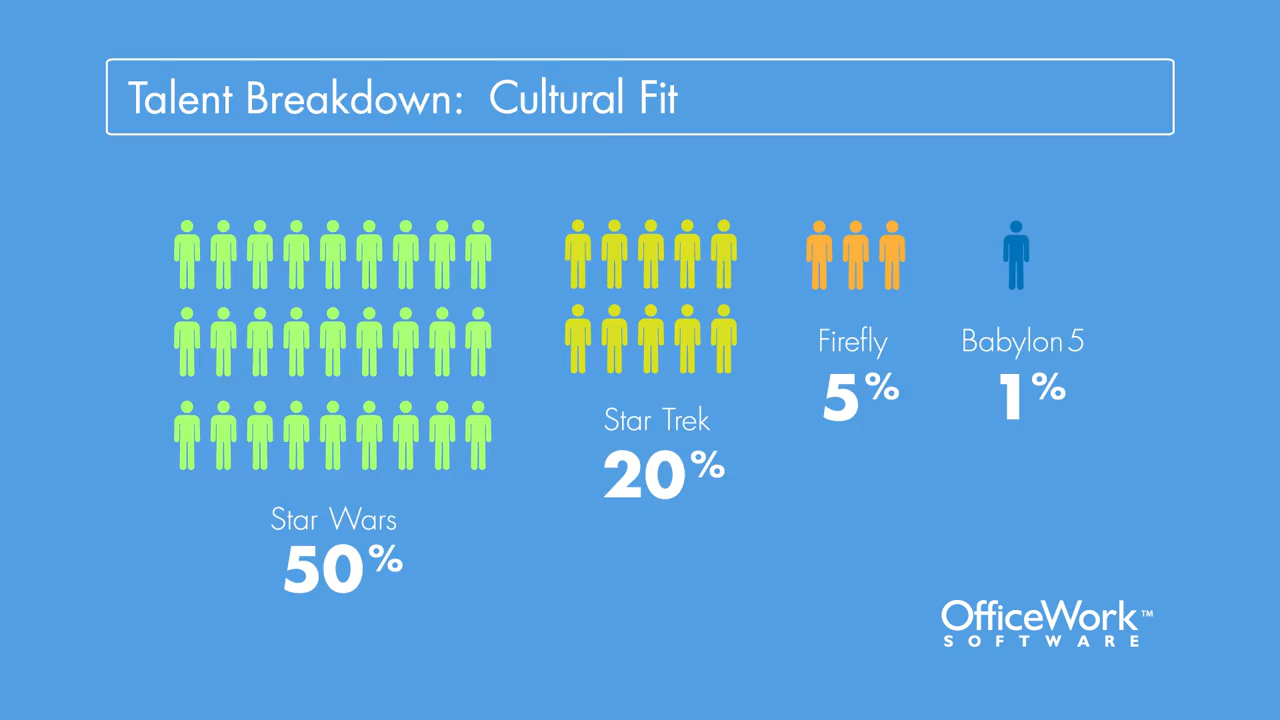 Talent Breakdown: Cultural Fit
Star Wars
50%
Star Trek
20%
Firefly
5%
Babylon 5
1%
OfficeWork™
SOFTWARE